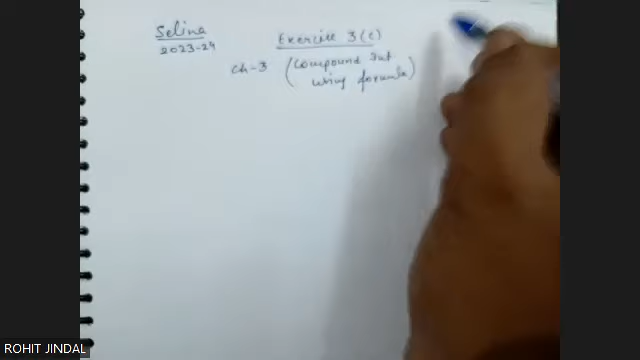 Selina
2023-24
Exercise 3(C)
Ch-3 (Compound Int.
using formula)
ROHIT JINDAL